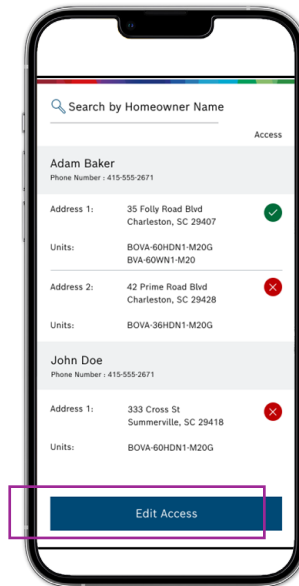 Search by Homeowner Name
Access
Adam Baker
Phone Number : 415-555-2671
Address 1: 35 Folly Road Blvd
Charleston, SC 29407
Units: BOVA-60HDN1-M20G
BVA-60WN1-M20
Address 2: 42 Prime Road Blvd
Charleston, SC 29428
Units: BOVA-36HDN1-M20G
John Doe
Phone Number : 415-555-2671
Address 1: 333 Cross St
Summerville, SC 29418
Units: BOVA-60HDN1-M20G
Edit Access